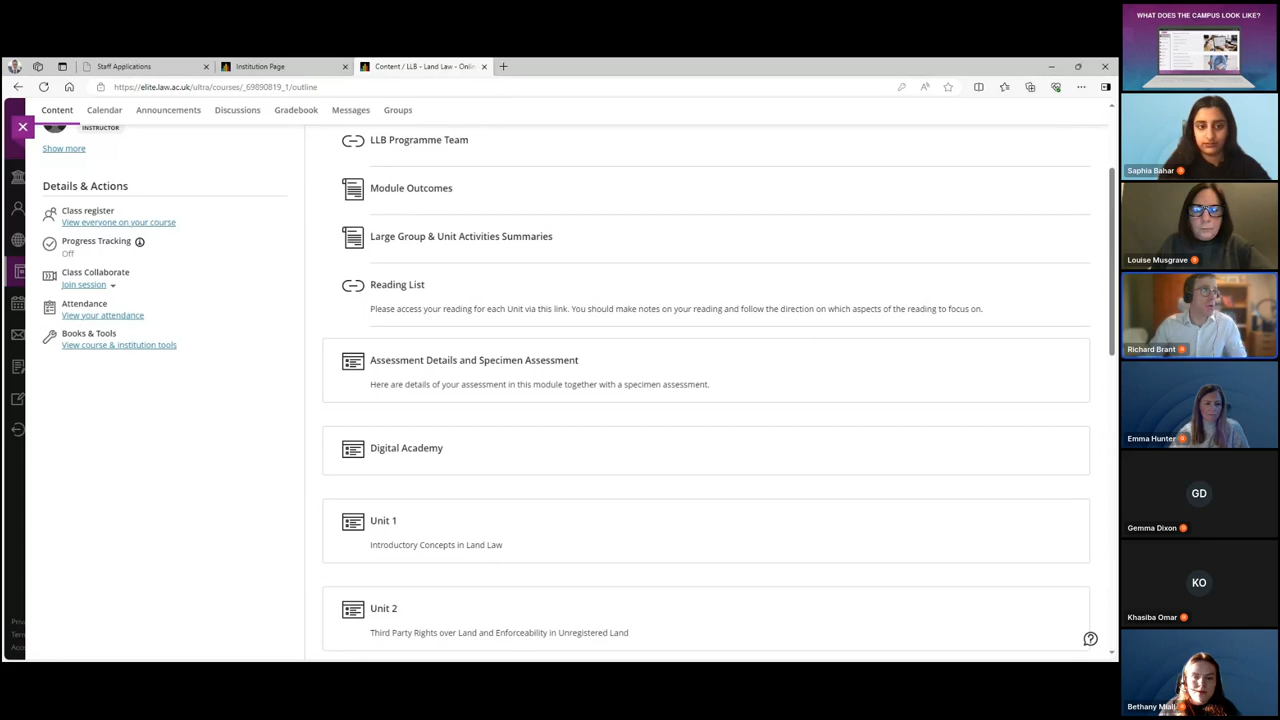 WHAT DOES THE CAMPUS LOOK LIKE?
Staff Applications
Institution Page
Content / LLB - Land Law - Onlin
https://elite.law.ac.uk/ultra/courses/_69890819_1/outline
Content
Calendar
Announcements
Discussions
Gradebook
Messages
Groups
INSTRUCTOR
Show more
Details & Actions
Class register
View everyone on your course
Progress Tracking
Off
Class Collaborate
Join session
Attendance
View your attendance
Books & Tools
View course & institution tools
Priv
Term
Acce
LLB Programme Team
Module Outcomes
Large Group & Unit Activities Summaries
Reading List
Please access your reading for each Unit via this link. You should make notes on your reading and follow the direction on which aspects of the reading to focus on.
Assessment Details and Specimen Assessment
Here are details of your assessment in this module together with a specimen assessment.
Digital Academy
Unit 1
Introductory Concepts in Land Law
Unit 2
Third Party Rights over Land and Enforceability in Unregistered Land
Saphia Bahar
Louise Musgrave
Richard Brant
Emma Hunter
GD
Gemma Dixon
KO
Khasiba Omar
Bethany Miall